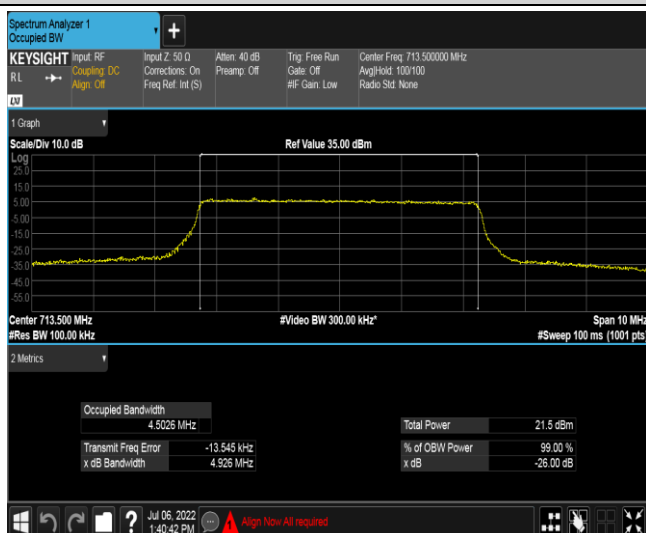 Spectrum Analyzer 1
Occupied BW
KEYSIGHT Input: RF Input Z: 50 Ω Atten: 40 dB Trig: Free Run Center Freq: 713.500000 MHz
RL Coupling: DC Corrections: On Preamp: Off Gate: Off Avg|Hold: 100/100
Align: Off Freq Ref: Int (S) #IF Gain: Low Radio Std: None
LXI
1 Graph
Scale/Div 10.0 dB Ref Value 35.00 dBm
Log
25.0
15.0
5.00
-5.00
-15.0
-25.0
-35.0
-45.0
-55.0
Center 713.500 MHz #Video BW 300.00 kHz* Span 10 MHz
#Res BW 100.00 kHz #Sweep 100 ms (1001 pts)
2 Metrics
Occupied Bandwidth
4.5026 MHz Total Power 21.5 dBm
Transmit Freq Error -13.545 kHz % of OBW Power 99.00 %
x dB Bandwidth 4.926 MHz x dB -26.00 dB
Jul 06, 2022
1:40:42 PM
Align Now All required